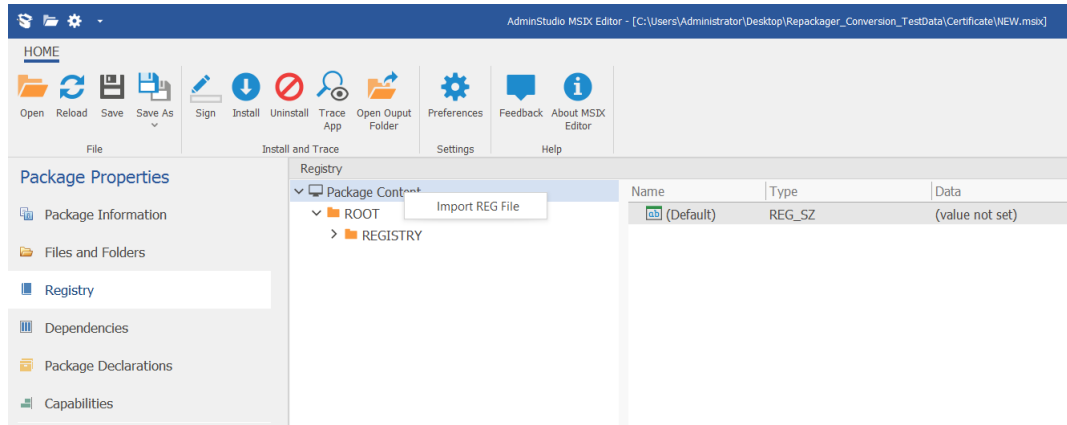 AdminStudio MSIX Editor - [C:\Users\Administrator\Desktop\Repackager_Conversion_TestData\Certificate\NEW.msix]
HOME
Open Reload Save Save As Sign Install Uninstall Trace App Open Ouput Folder Preferences Feedback About MSIX Editor
File Install and Trace Settings Help
Package Properties
Package Information
Files and Folders
Registry
Dependencies
Package Declarations
Capabilities
Registry
Package Content
Import REG File
ROOT
REGISTRY
Name Type Data
ab (Default) REG_SZ (value not set)